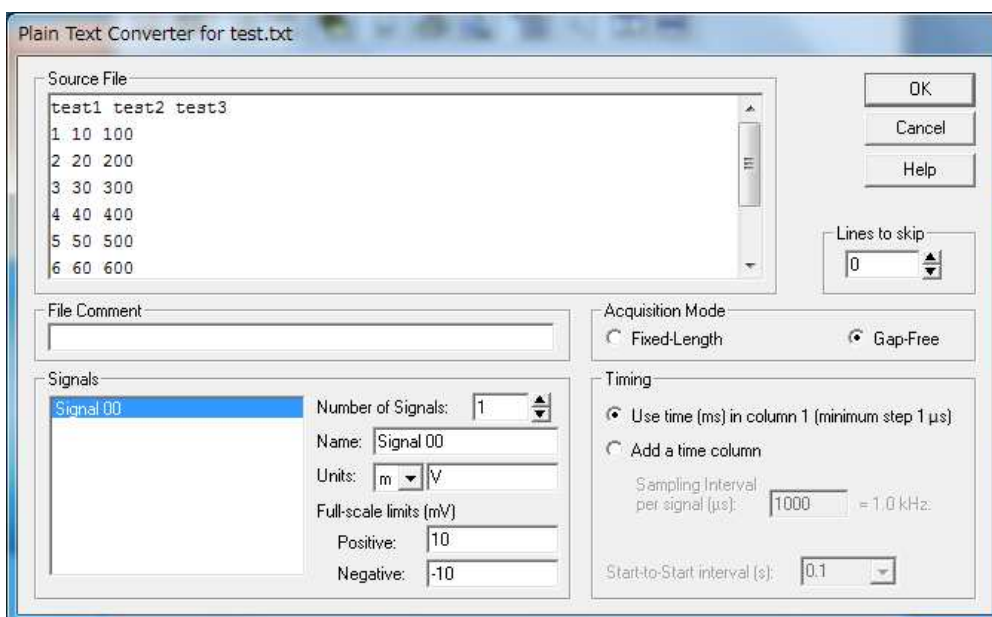 Plain Text Converter for test.txt
Source File
test1 test2 test3
1 10 100
2 20 200
3 30 300
4 40 400
5 50 500
6 60 600
OK
Cancel
Help
Lines to skip
0
File Comment
Acquisition Mode
Fixed-Length
Gap-Free
Signals
Signal 00
Number of Signals: 1
Name: Signal 00
Units: m V
Full-scale limits (mV)
Positive: 10
Negative: -10
Timing
Use time (ms) in column 1 (minimum step 1 µs)
Add a time column
Sampling Interval
per signal (µs): 1000 = 1.0 kHz.
Start-to-Start interval (s): 0.1